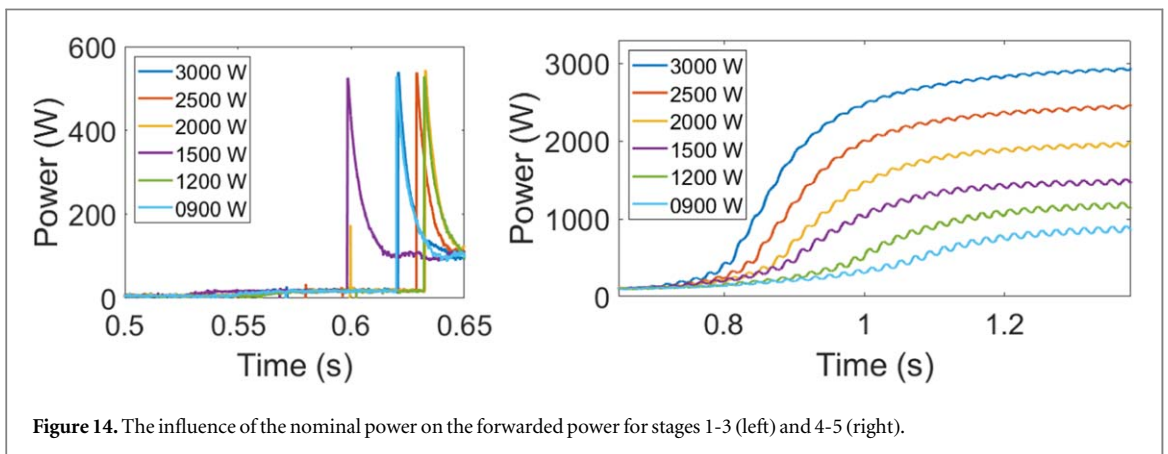 600
400
200
0
Power (W)
3000 W
2500 W
2000 W
1500 W
1200 W
0900 W
0.5
0.55
0.6
0.65
Time (s)
3000
2000
1000
0
Power (W)
3000 W
2500 W
2000 W
1500 W
1200 W
0900 W
0.8
1
1.2
Time (s)
Figure 14. The influence of the nominal power on the forwarded power for stages 1-3 (left) and 4-5 (right).